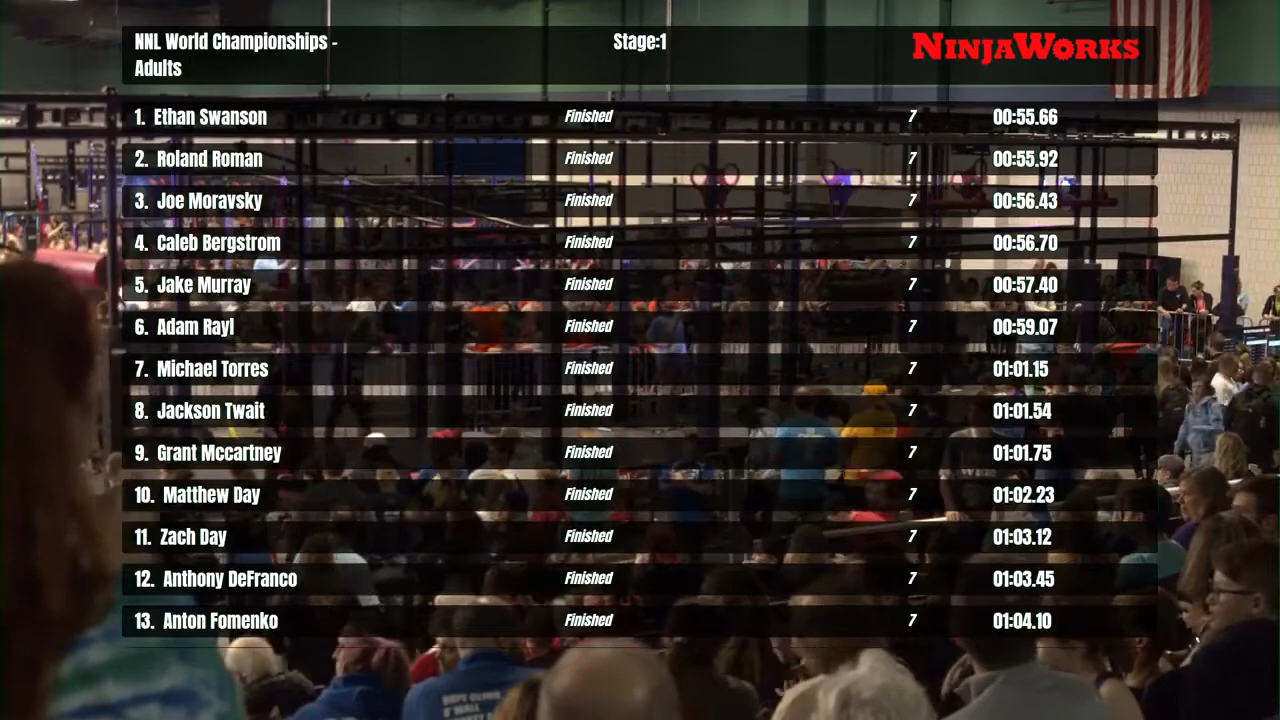 NNL World Championships -
Adults
Stage:1
NINJAWORKS
1. Ethan Swanson Finished 7 00:55.66
2. Roland Roman Finished 7 00:55.92
3. Joe Moravsky Finished 7 00:56.43
4. Caleb Bergstrom Finished 7 00:56.70
5. Jake Murray Finished 7 00:57.40
6. Adam Rayl Finished 7 00:59.07
7. Michael Torres Finished 7 01:01.15
8. Jackson Twait Finished 7 01:01.54
9. Grant Mccartney Finished 7 01:01.75
10. Matthew Day Finished 7 01:02.23
11. Zach Day Finished 7 01:03.12
12. Anthony DeFranco Finished 7 01:03.45
13. Anton Fomenko Finished 7 01:04.10